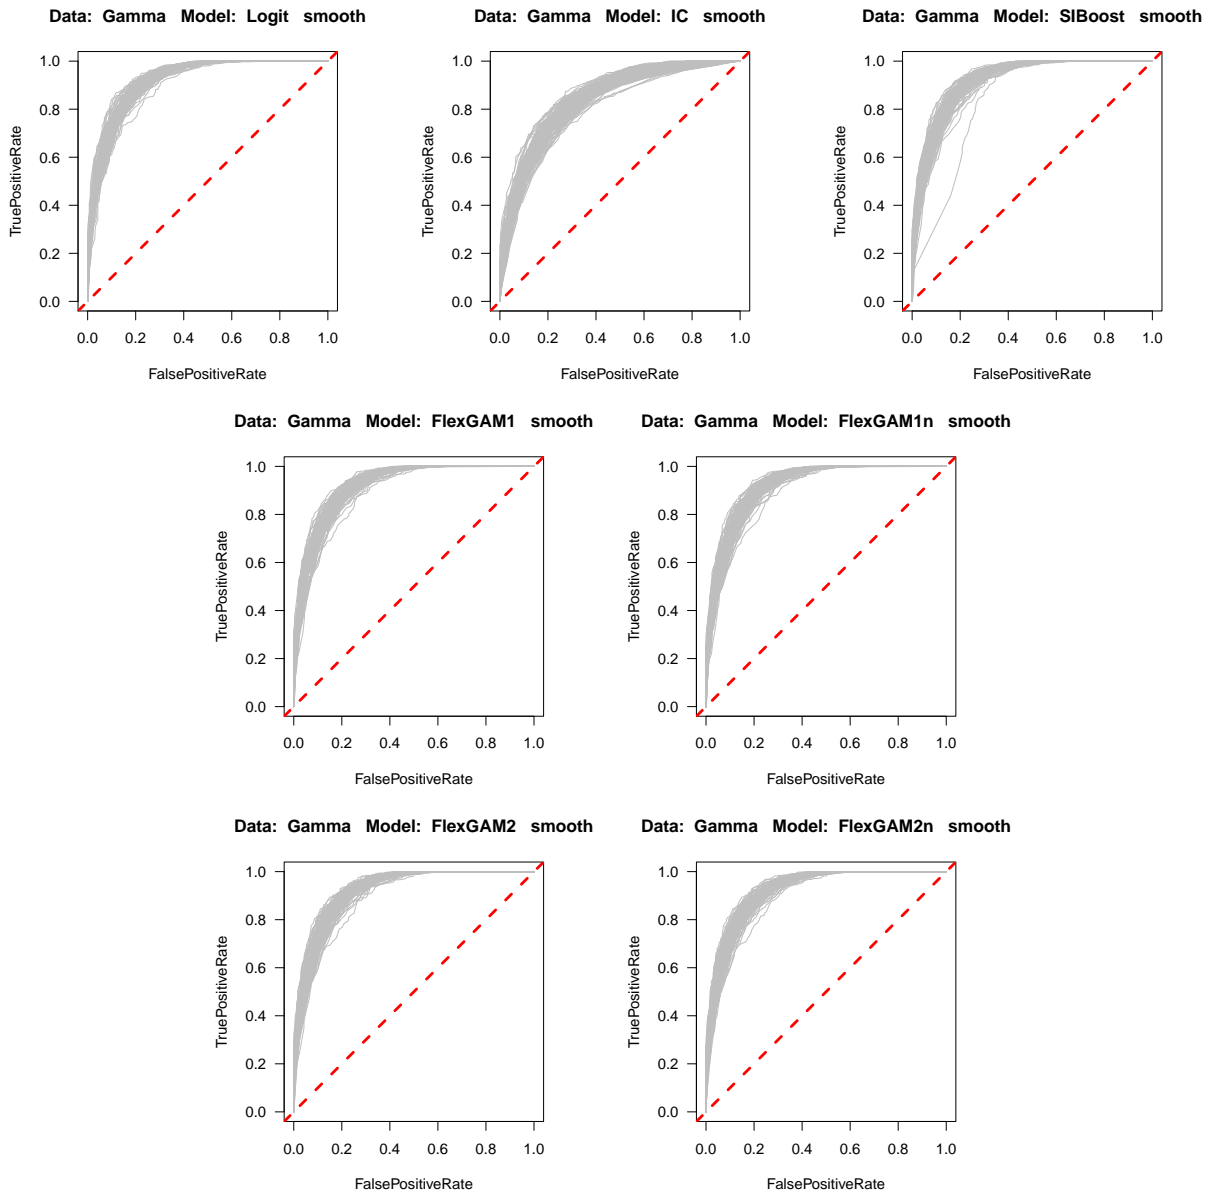 Data: Gamma Model: Logit smooth
Data: Gamma Model: IC smooth
Data: Gamma Model: SIBoost smooth
TruePositiveRate
1.0
0.8
0.6
0.4
0.2
0.0
0.0 0.2 0.4 0.6 0.8 1.0
FalsePositiveRate
TruePositiveRate
1.0
0.8
0.6
0.4
0.2
0.0
0.0 0.2 0.4 0.6 0.8 1.0
FalsePositiveRate
TruePositiveRate
1.0
0.8
0.6
0.4
0.2
0.0
0.0 0.2 0.4 0.6 0.8 1.0
FalsePositiveRate
Data: Gamma Model: FlexGAM1 smooth
Data: Gamma Model: FlexGAM1n smooth
TruePositiveRate
1.0
0.8
0.6
0.4
0.2
0.0
0.0 0.2 0.4 0.6 0.8 1.0
FalsePositiveRate
TruePositiveRate
1.0
0.8
0.6
0.4
0.2
0.0
0.0 0.2 0.4 0.6 0.8 1.0
FalsePositiveRate
Data: Gamma Model: FlexGAM2 smooth
Data: Gamma Model: FlexGAM2n smooth
TruePositiveRate
1.0
0.8
0.6
0.4
0.2
0.0
0.0 0.2 0.4 0.6 0.8 1.0
FalsePositiveRate
TruePositiveRate
1.0
0.8
0.6
0.4
0.2
0.0
0.0 0.2 0.4 0.6 0.8 1.0
FalsePositiveRate